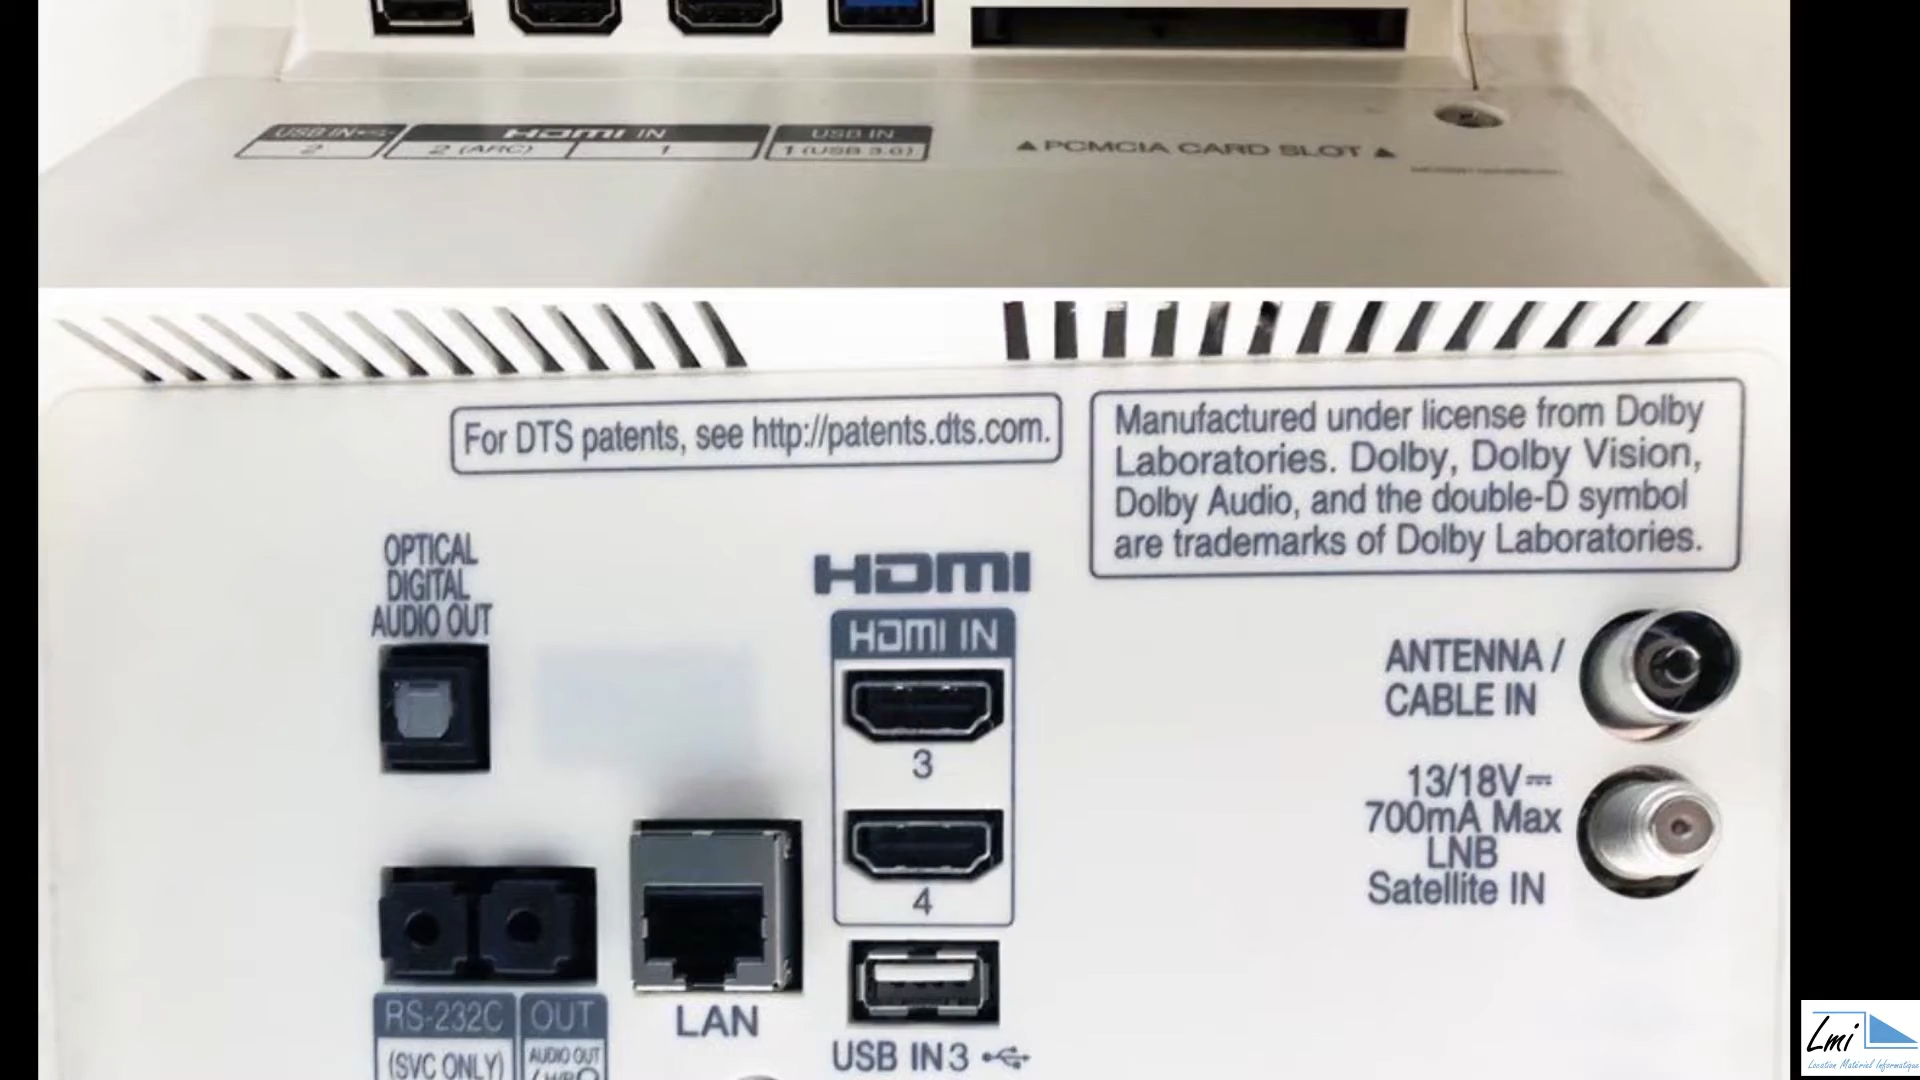 USB IN
2
HDMI IN
2 (ARC)
1
USB IN
1 (USB 3.0)
▲ PCMCIA CARD SLOT ▲
For DTS patents, see http://patents.dts.com.
Manufactured under license from Dolby
Laboratories. Dolby, Dolby Vision,
Dolby Audio, and the double-D symbol
are trademarks of Dolby Laboratories.
OPTICAL
DIGITAL
AUDIO OUT
HDMI
HDMI IN
3
4
ANTENNA /
CABLE IN
13/18V⎓
700mA Max
LNB
Satellite IN
RS-232C
(SVC ONLY)
OUT
AUDIO OUT
LAN
USB IN 3
Lmi
Location Matériel Informatique